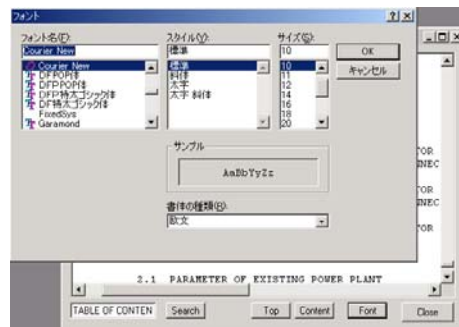 フォント
フォント名(F):
Courier New
Courier New
DFPOP体
DFPPOP体
DFP特太ゴシック体
DF特太ゴシック体
FixedSys
Garamond
スタイル(Y):
標準
標準
斜体
太字
太字 斜体
サイズ(S):
10
10
11
12
14
16
18
20
OK
キャンセル
サンプル
AaBbYyZz
書体の種類(R):
欧文
TOR
NNEC
TOR
NNEC
TOR
2.1 PARAMETER OF EXISTING POWER PLANT
TABLE OF CONTEN
Search
Top
Content
Font
Close